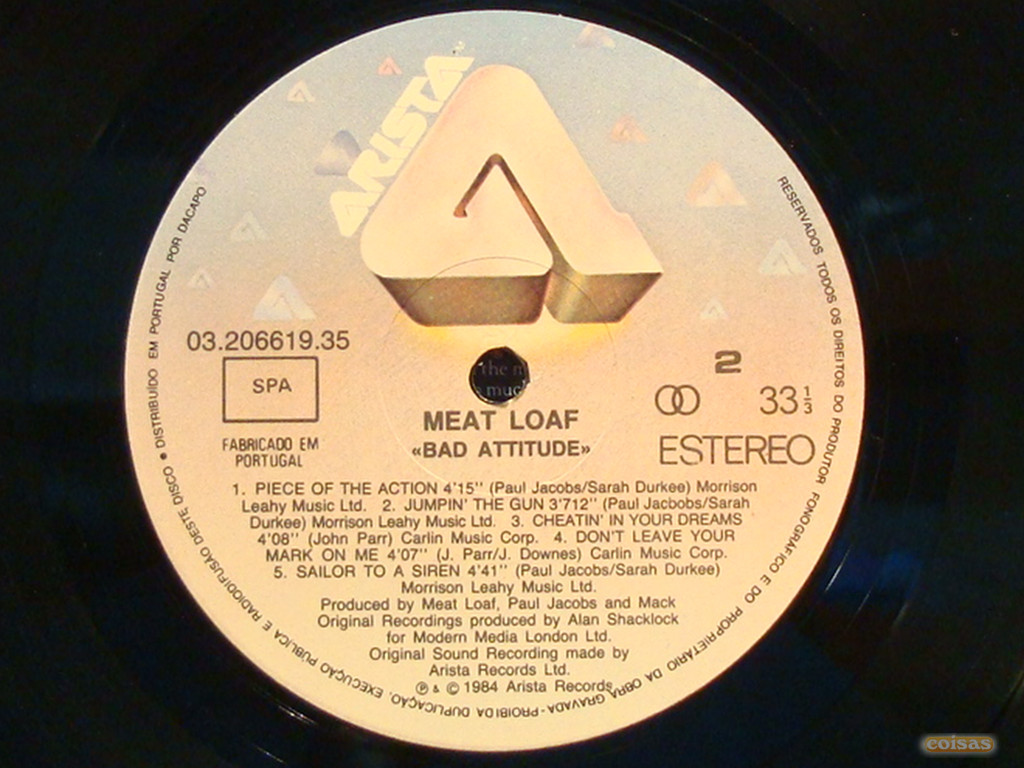 ARISTA
03.206619.35
SPA
FABRICADO EM
PORTUGAL
2
33 1/3
ESTEREO
MEAT LOAF
«BAD ATTITUDE»
1. PIECE OF THE ACTION 4'15'' (Paul Jacobs/Sarah Durkee) Morrison
Leahy Music Ltd. 2. JUMPIN' THE GUN 3'712'' (Paul Jacbobs/Sarah
Durkee) Morrison Leahy Music Ltd. 3. CHEATIN' IN YOUR DREAMS
4'08'' (John Parr) Carlin Music Corp. 4. DON'T LEAVE YOUR
MARK ON ME 4'07'' (J. Parr/J. Downes) Carlin Music Corp.
5. SAILOR TO A SIREN 4'41'' (Paul Jacobs/Sarah Durkee)
Morrison Leahy Music Ltd.
Produced by Meat Loaf, Paul Jacobs and Mack
Original Recordings produced by Alan Shacklock
for Modern Media London Ltd.
Original Sound Recording made by
Arista Records Ltd.
℗ & © 1984 Arista Records
RESERVADOS TODOS OS DIREITOS DO PRODUTOR FONOGRÁFICO E DO PROPRIETÁRIO DA OBRA GRAVADA-PROIBIDA DUPLICAÇÃO, EXECUÇÃO PÚBLICA E RADIODIFUSÃO DESTE DISCO • DISTRIBUÍDO EM PORTUGAL POR DACAPO
the
much
coisas